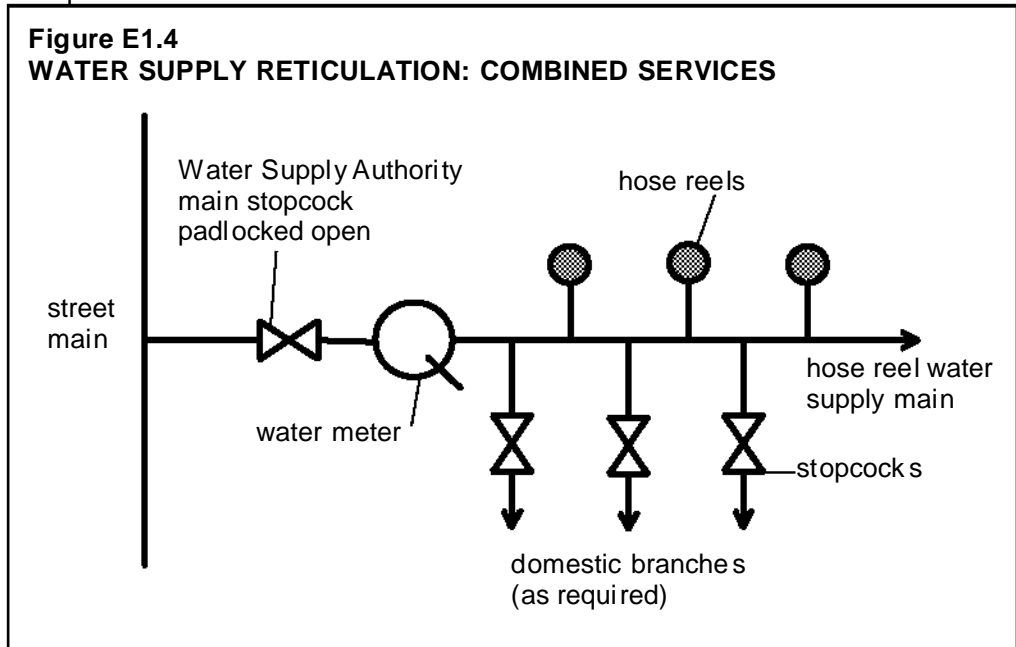 Figure E1.4
WATER SUPPLY RETICULATION: COMBINED SERVICES
Water Supply Authority
main stopcock
padlocked open
hose reels
street
main
hose reel water
supply main
water meter
stopcocks
domestic branches
(as required)